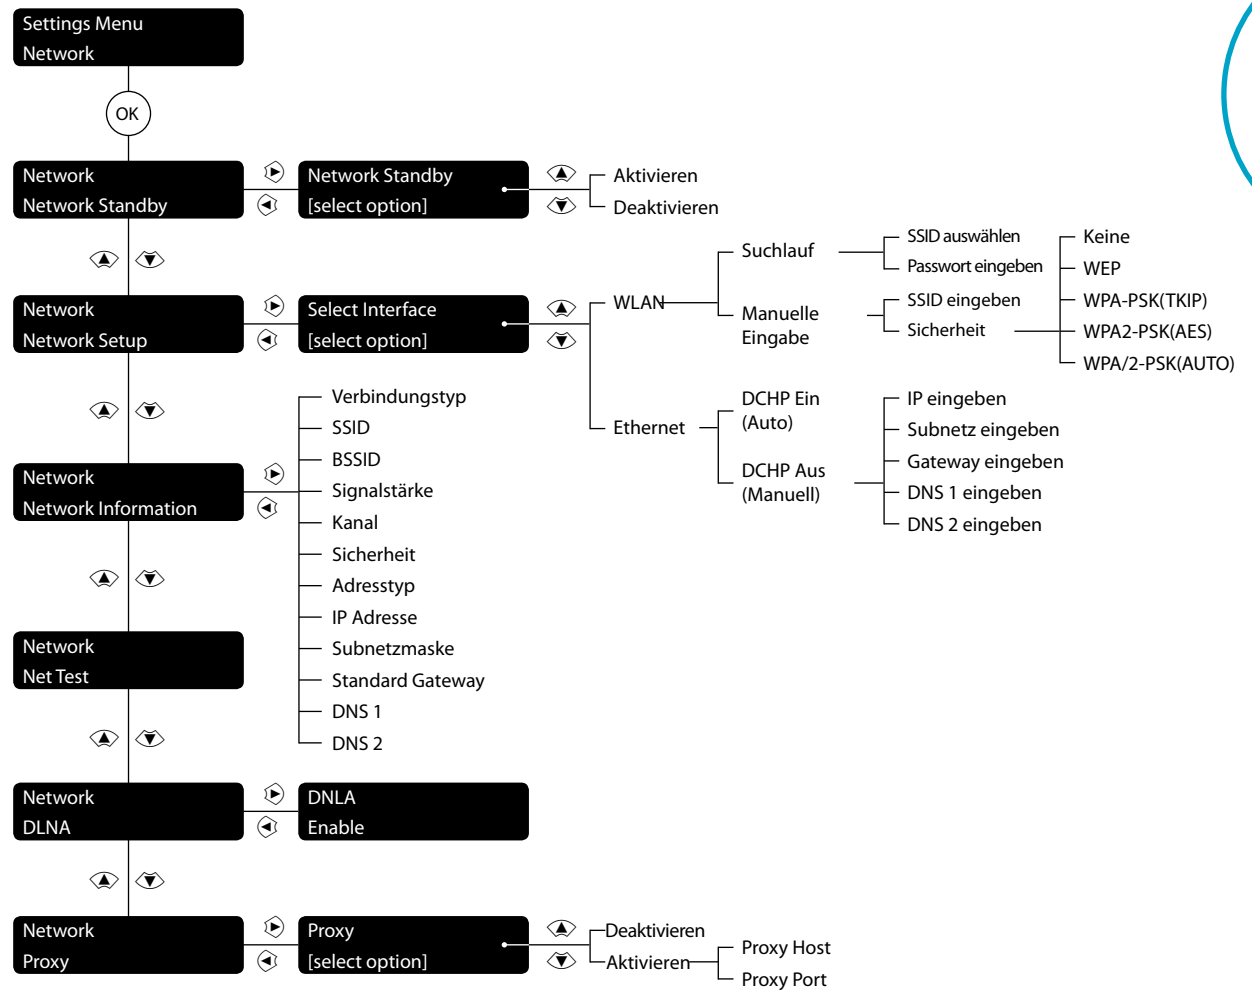 Settings Menu
Network
OK
Network
Network Standby
Network Standby
[select option]
Aktivieren
Deaktivieren
Network
Network Setup
Select Interface
[select option]
WLAN
Suchlauf
SSID auswählen
Passwort eingeben
Manuelle
Eingabe
SSID eingeben
Sicherheit
Keine
WEP
WPA-PSK(TKIP)
WPA2-PSK(AES)
WPA/2-PSK(AUTO)
Ethernet
DCHP Ein
(Auto)
DCHP Aus
(Manuell)
IP eingeben
Subnetz eingeben
Gateway eingeben
DNS 1 eingeben
DNS 2 eingeben
Network
Network Information
Verbindungstyp
SSID
BSSID
Signalstärke
Kanal
Sicherheit
Adresstyp
IP Adresse
Subnetzmaske
Standard Gateway
DNS 1
DNS 2
Network
Net Test
Network
DLNA
DNLA
Enable
Network
Proxy
Proxy
[select option]
Deaktivieren
Aktivieren
Proxy Host
Proxy Port